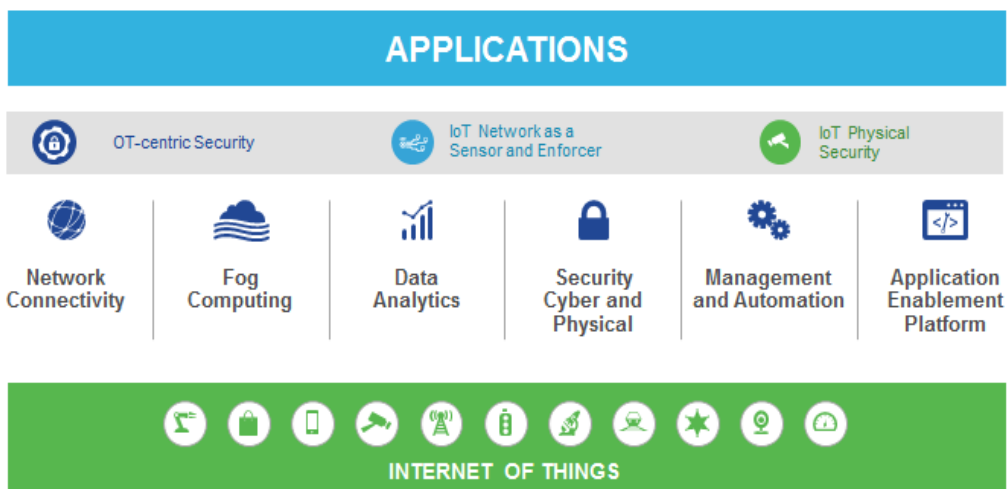 APPLICATIONS
OT-centric Security
IoT Network as a
Sensor and Enforcer
IoT Physical
Security
</>
Network
Connectivity
Fog
Computing
Data
Analytics
Security
Cyber and
Physical
Management
and Automation
Application
Enablement
Platform
INTERNET OF THINGS